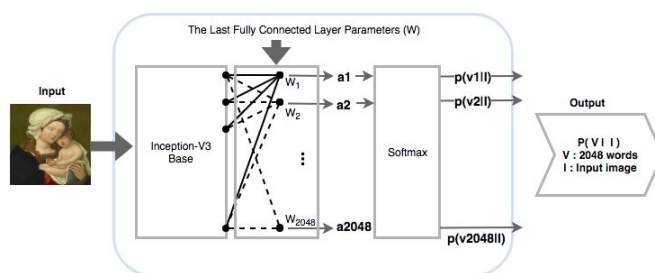 The Last Fully Connected Layer Parameters (W)
Input
Inception-V3
Base
W1
W2
...
W2048
a1
a2
a2048
Softmax
p(v1|I)
p(v2|I)
p(v2048|I)
Output
P( V | I )
V : 2048 words
I : Input image